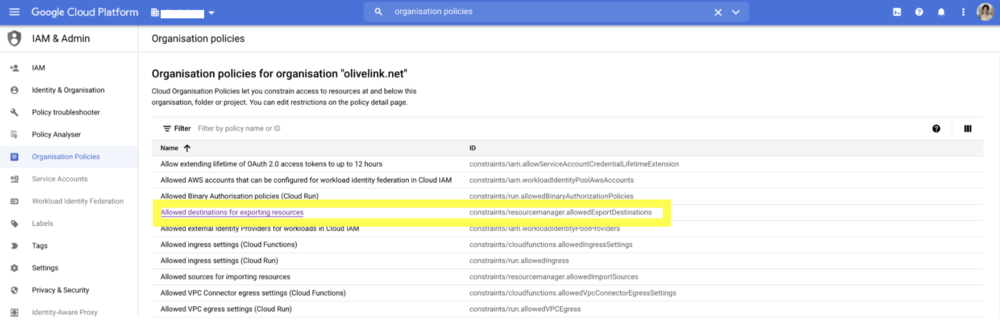 Google Cloud Platform
organisation policies
IAM & Admin
Organisation policies
IAM
Identity & Organisation
Policy troubleshooter
Policy Analyser
Organisation Policies
Service Accounts
Workload Identity Federation
Labels
Tags
Settings
Privacy & Security
Identity-Aware Proxy
Organisation policies for organisation "olivelink.net"
Cloud Organisation Policies let you constrain access to resources at and below this
organisation, folder or project. You can edit restrictions on the policy detail page.
Filter Filter by policy name or ID
Name ID
Allow extending lifetime of OAuth 2.0 access tokens to up to 12 hours constraints/iam.allowServiceAccountCredentialLifetimeExtension
Allowed AWS accounts that can be configured for workload identity federation in Cloud IAM constraints/iam.workloadIdentityPoolAwsAccounts
Allowed Binary Authorisation policies (Cloud Run) constraints/run.allowedBinaryAuthorizationPolicies
Allowed destinations for exporting resources constraints/resourcemanager.allowedExportDestinations
Allowed external Identity Providers for workloads in Cloud IAM constraints/iam.workloadIdentityPoolProviders
Allowed ingress settings (Cloud Functions) constraints/cloudfunctions.allowedIngressSettings
Allowed ingress settings (Cloud Run) constraints/run.allowedIngress
Allowed sources for importing resources constraints/resourcemanager.allowedImportSources
Allowed VPC Connector egress settings (Cloud Functions) constraints/cloudfunctions.allowedVpcConnectorEgressSettings
Allowed VPC egress settings (Cloud Run) constraints/run.allowedVPCEgress